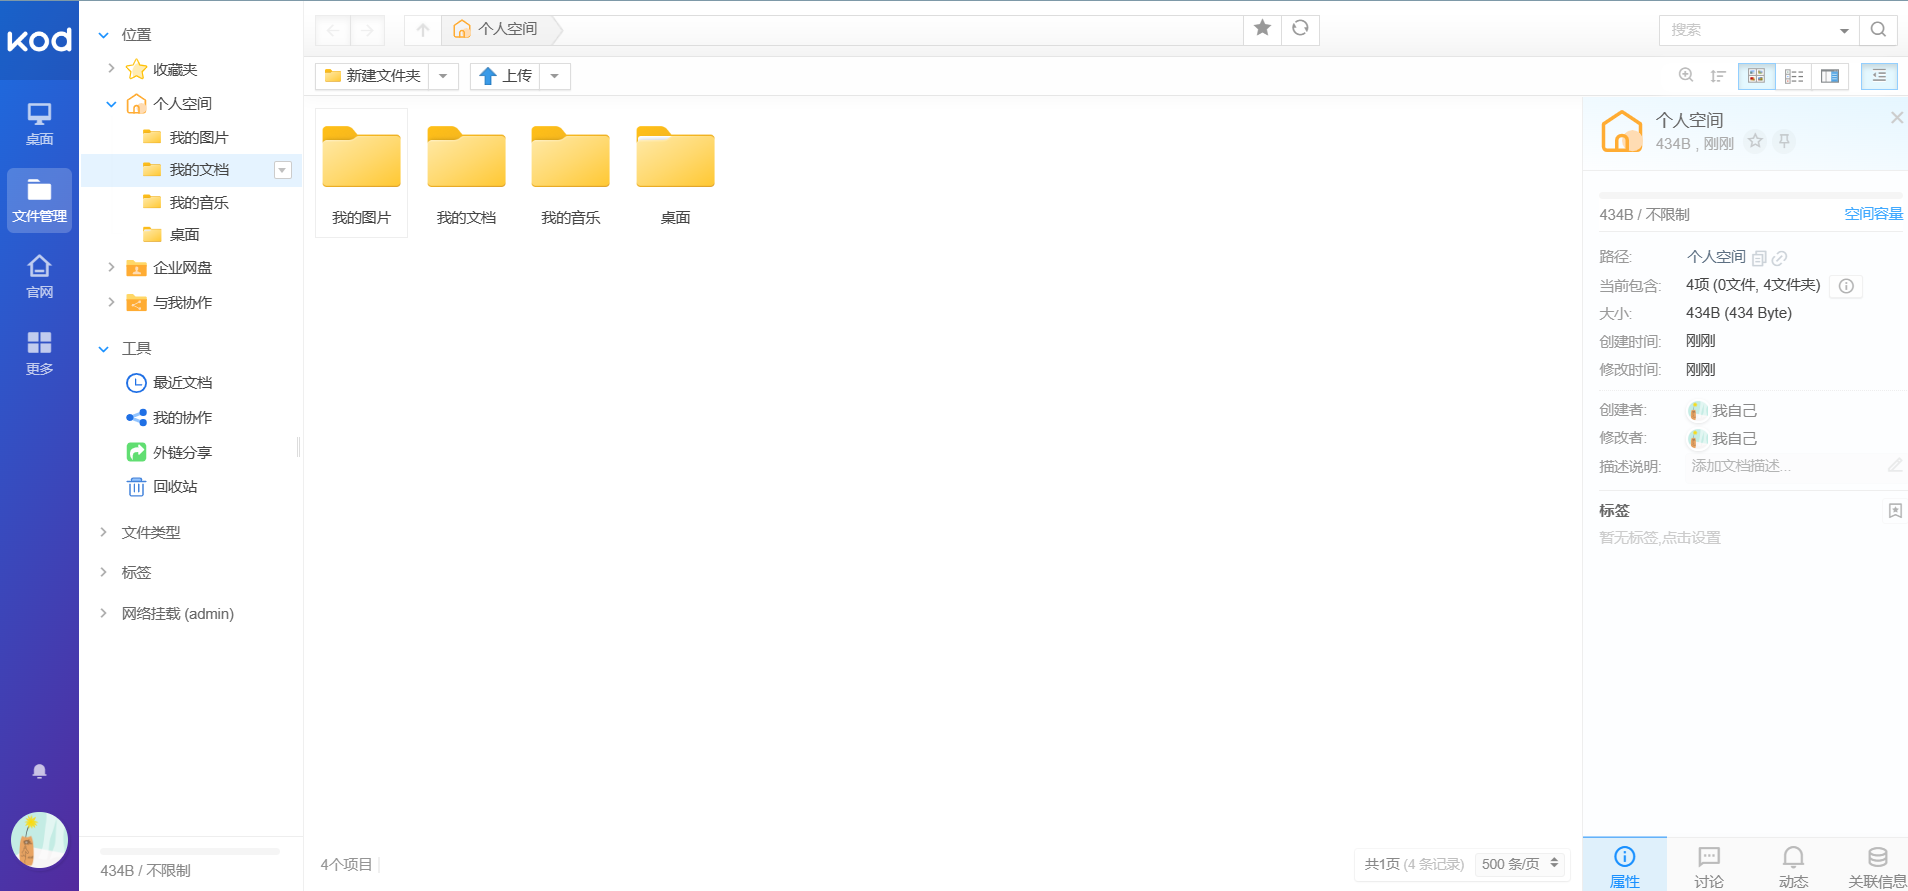 kod
桌面
文件管理
官网
更多
位置
收藏夹
个人空间
我的图片
我的文档
我的音乐
桌面
企业网盘
与我协作
工具
最近文档
我的协作
外链分享
回收站
文件类型
标签
网络挂载 (admin)
434B / 不限制
个人空间
搜索
新建文件夹
上传
我的图片
我的文档
我的音乐
桌面
4个项目
共1页 (4 条记录) 500 条/页
个人空间
434B , 刚刚
434B / 不限制 空间容量
路径: 个人空间
当前包含: 4项 (0文件, 4文件夹)
大小: 434B (434 Byte)
创建时间: 刚刚
修改时间: 刚刚
创建者: 我自己
修改者: 我自己
描述说明: 添加文档描述...
标签
暂无标签,点击设置
属性 讨论 动态 关联信息